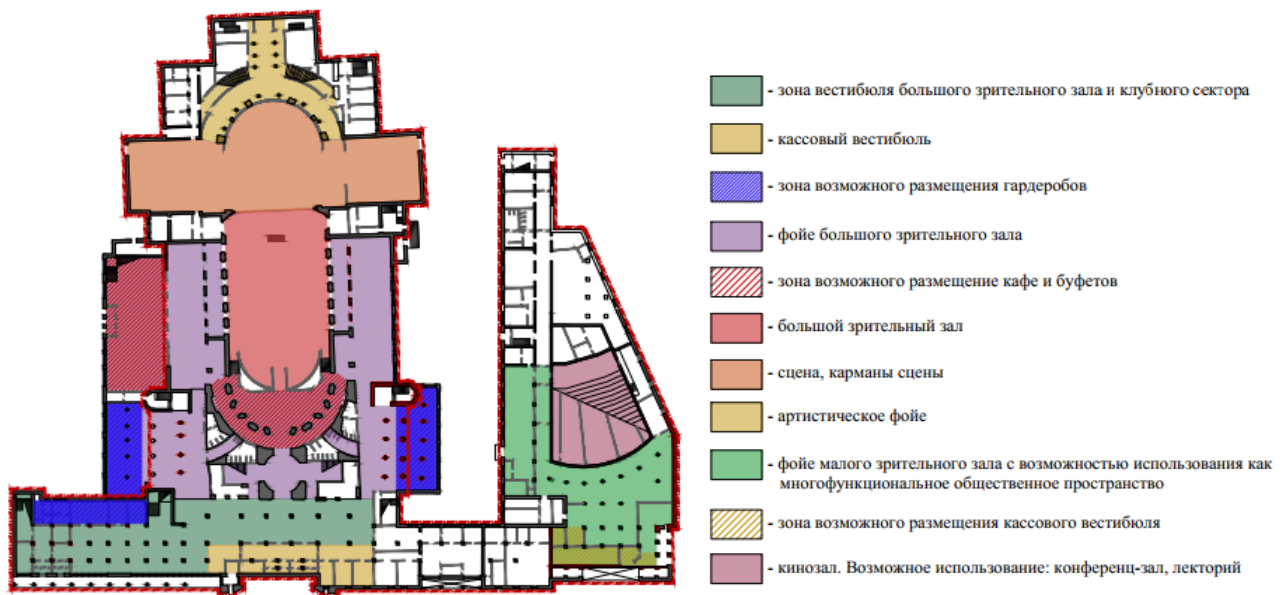 - зона вестибюля большого зрительного зала и клубного сектора
- кассовый вестибюль
- зона возможного размещения гардеробов
- фойе большого зрительного зала
- зона возможного размещение кафе и буфетов
- большой зрительный зал
- сцена, карманы сцены
- артистическое фойе
- фойе малого зрительного зала с возможностью использования как
многофункциональное общественное пространство
- зона возможного размещения кассового вестибюля
- кинозал. Возможное использование: конференц-зал, лекторий